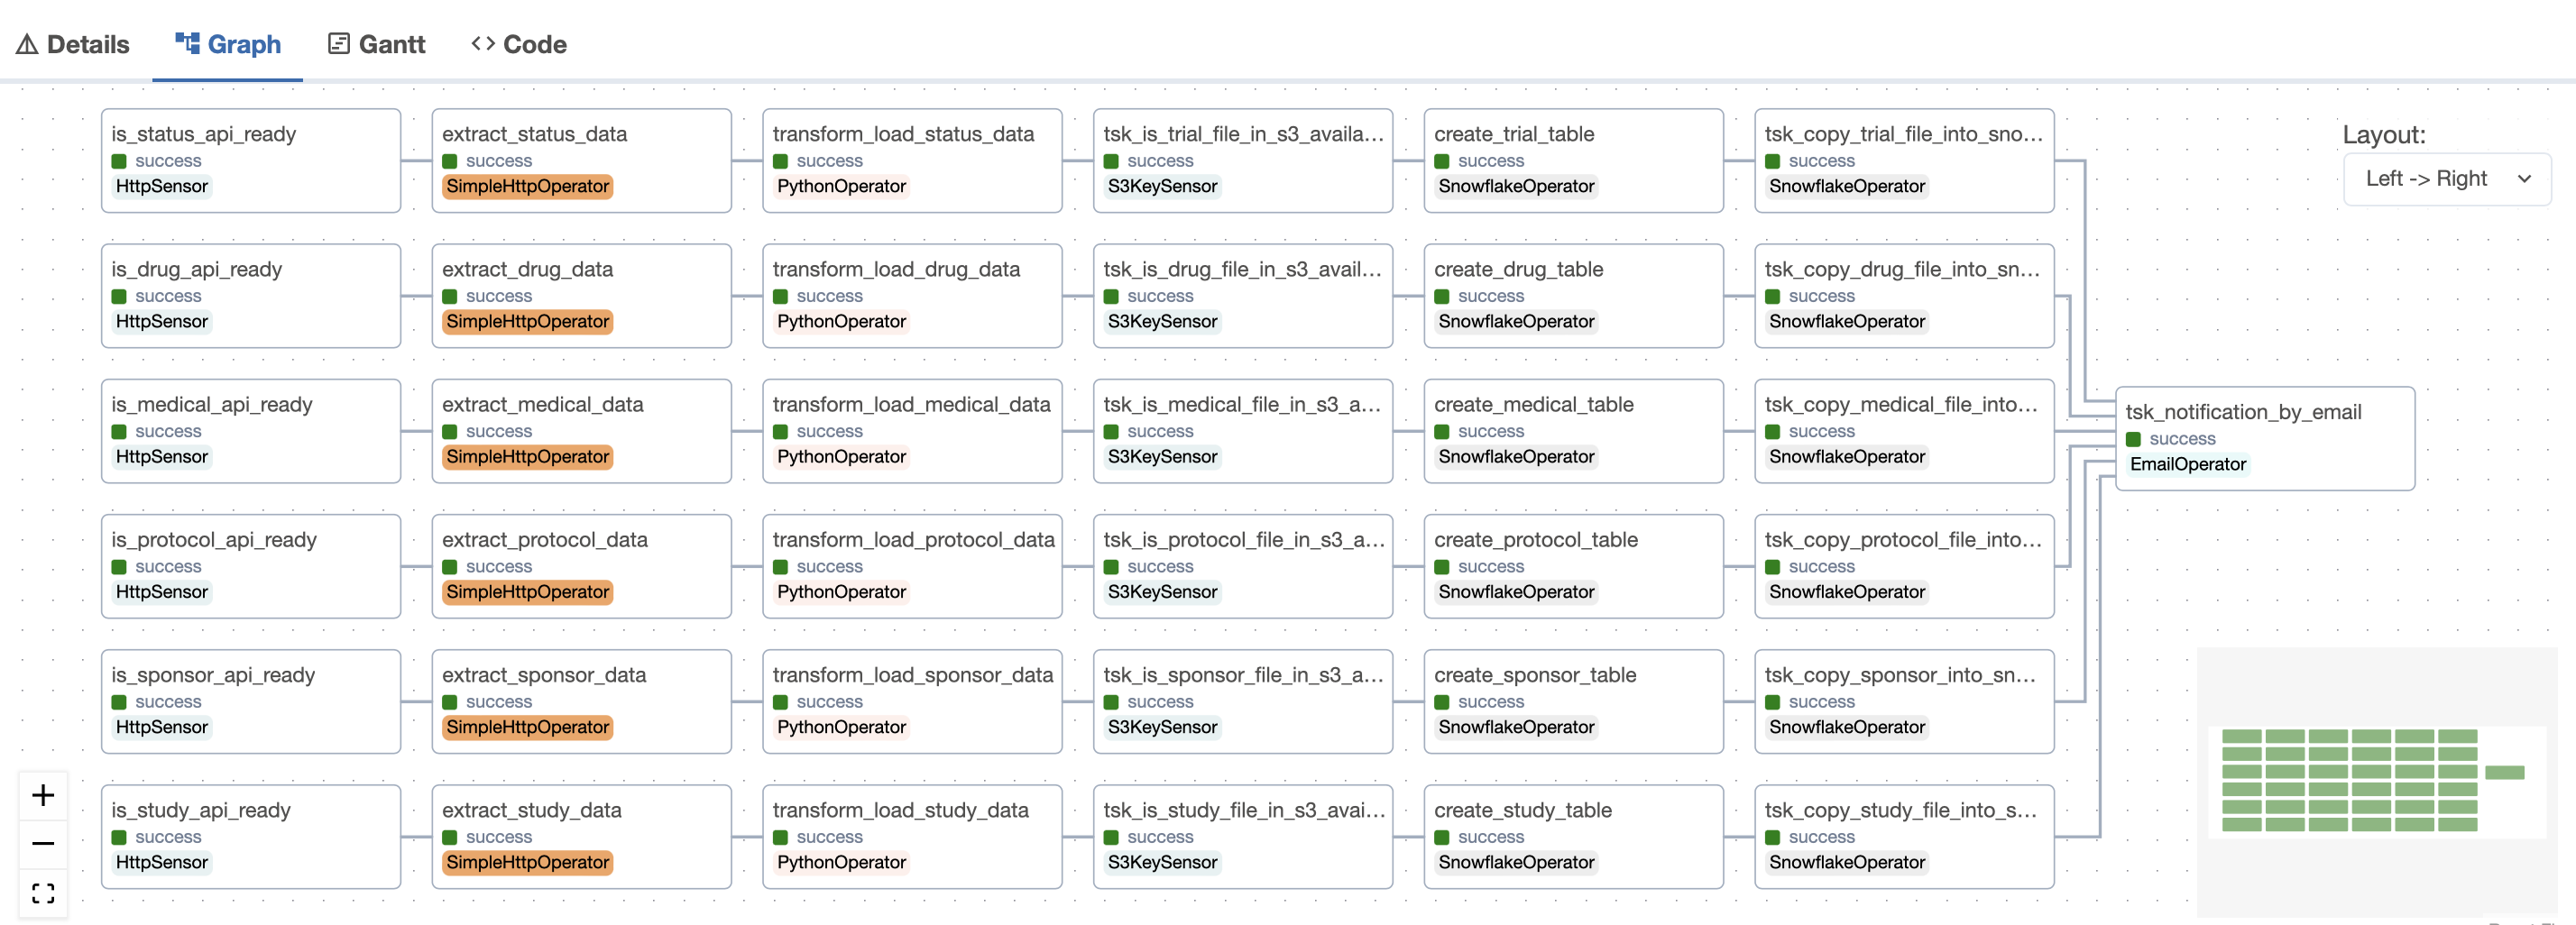 Details Graph Gantt Code
Layout:
Left -> Right
is_status_api_ready
success
HttpSensor
extract_status_data
success
SimpleHttpOperator
transform_load_status_data
success
PythonOperator
tsk_is_trial_file_in_s3_availa...
success
S3KeySensor
create_trial_table
success
SnowflakeOperator
tsk_copy_trial_file_into_sno...
success
SnowflakeOperator
is_drug_api_ready
success
HttpSensor
extract_drug_data
success
SimpleHttpOperator
transform_load_drug_data
success
PythonOperator
tsk_is_drug_file_in_s3_avail...
success
S3KeySensor
create_drug_table
success
SnowflakeOperator
tsk_copy_drug_file_into_sn...
success
SnowflakeOperator
is_medical_api_ready
success
HttpSensor
extract_medical_data
success
SimpleHttpOperator
transform_load_medical_data
success
PythonOperator
tsk_is_medical_file_in_s3_a...
success
S3KeySensor
create_medical_table
success
SnowflakeOperator
tsk_copy_medical_file_into...
success
SnowflakeOperator
tsk_notification_by_email
success
EmailOperator
is_protocol_api_ready
success
HttpSensor
extract_protocol_data
success
SimpleHttpOperator
transform_load_protocol_data
success
PythonOperator
tsk_is_protocol_file_in_s3_a...
success
S3KeySensor
create_protocol_table
success
SnowflakeOperator
tsk_copy_protocol_file_into...
success
SnowflakeOperator
is_sponsor_api_ready
success
HttpSensor
extract_sponsor_data
success
SimpleHttpOperator
transform_load_sponsor_data
success
PythonOperator
tsk_is_sponsor_file_in_s3_a...
success
S3KeySensor
create_sponsor_table
success
SnowflakeOperator
tsk_copy_sponsor_into_sn...
success
SnowflakeOperator
is_study_api_ready
success
HttpSensor
extract_study_data
success
SimpleHttpOperator
transform_load_study_data
success
PythonOperator
tsk_is_study_file_in_s3_avai...
success
S3KeySensor
create_study_table
success
SnowflakeOperator
tsk_copy_study_file_into_s...
success
SnowflakeOperator